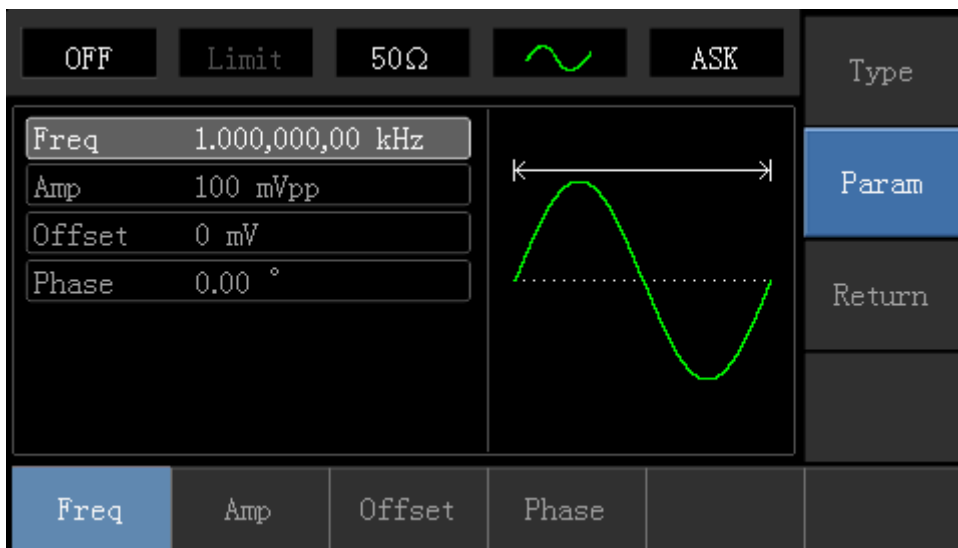 OFF Limit 50Ω ASK
Type
Freq 1.000,000,00 kHz
Amp 100 mVpp
Offset 0 mV
Phase 0.00 °
Param
Return
Freq Amp Offset Phase